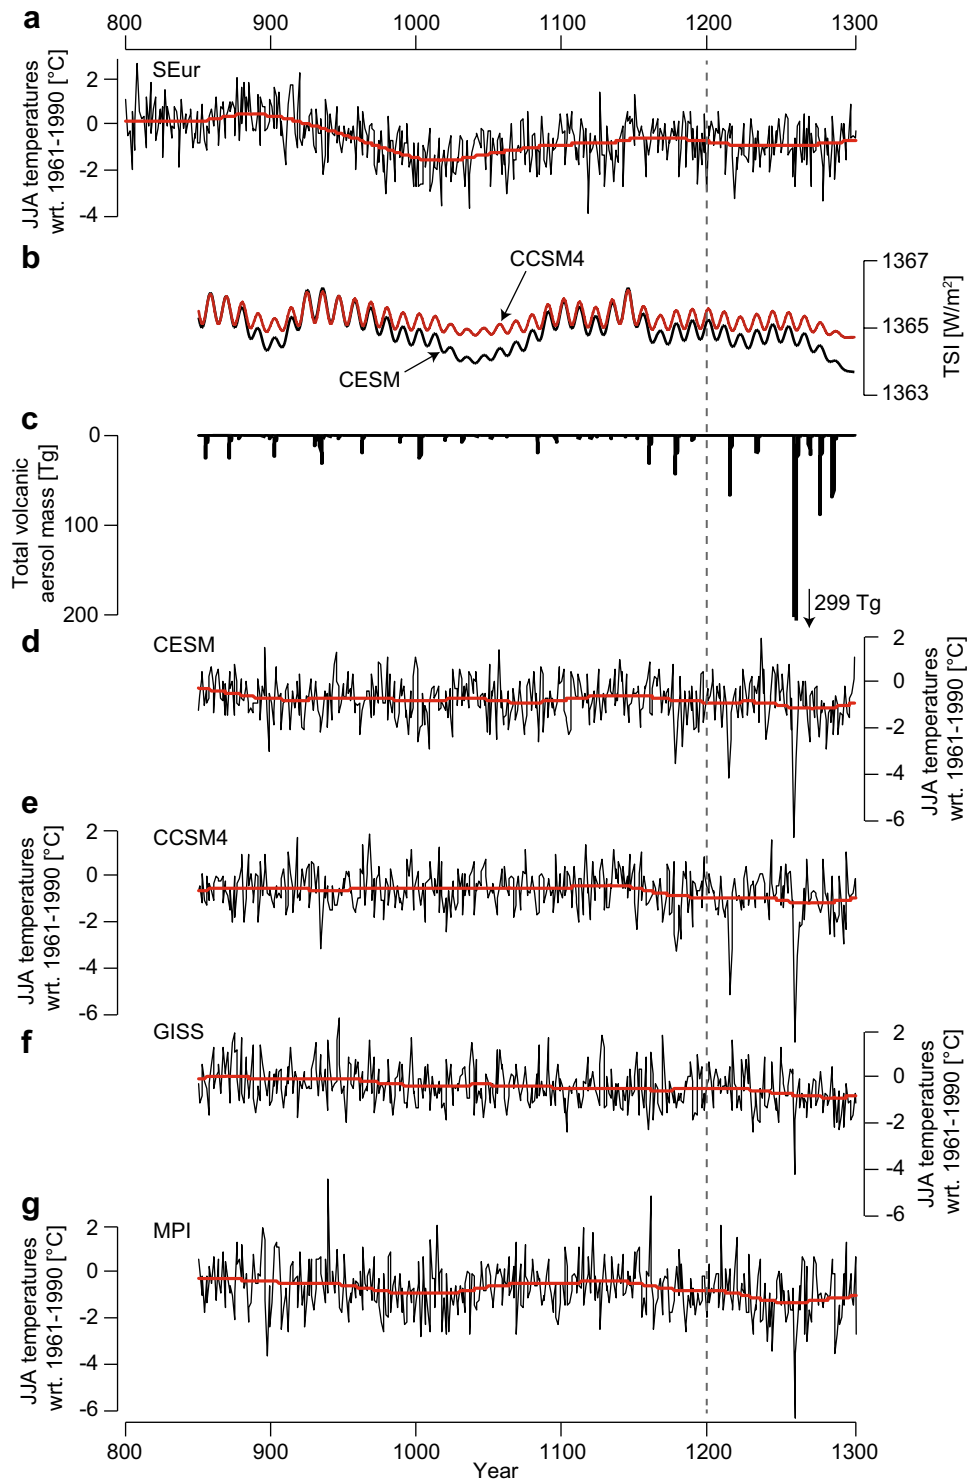 a
800 900 1000 1100 1200 1300
JJA temperatures
wrt. 1961-1990 [°C]
2
0
-2
-4
SEur
b
CCSM4
CESM
1367
1365
1363
TSI [W/m²]
c
Total volcanic
aersol mass [Tg]
0
100
200
299 Tg
d
CESM
2
0
-2
-4
-6
JJA temperatures
wrt. 1961-1990 [°C]
e
CCSM4
JJA temperatures
wrt. 1961-1990 [°C]
2
0
-2
-4
-6
f
GISS
2
0
-2
-4
-6
JJA temperatures
wrt. 1961-1990 [°C]
g
MPI
JJA temperatures
wrt. 1961-1990 [°C]
2
0
-2
-4
-6
800 900 1000 1100 1200 1300
Year